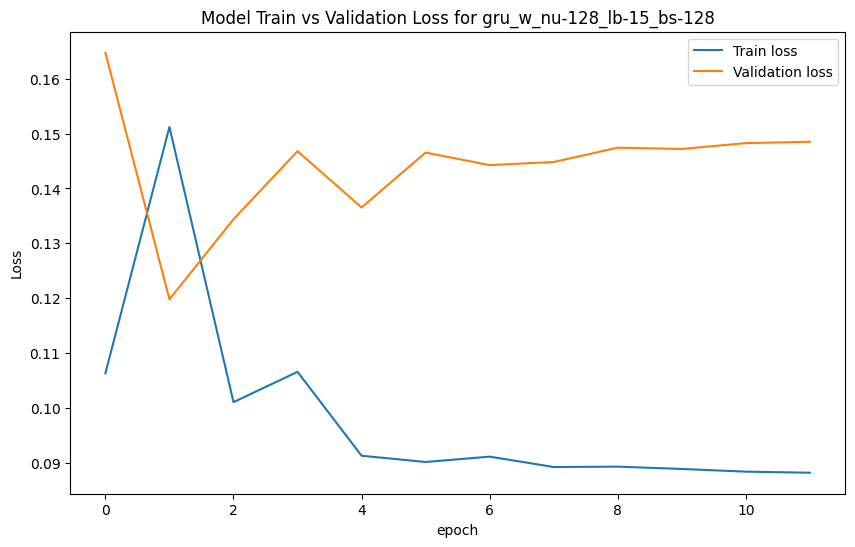 Model Train vs Validation Loss for gru_w_nu-128_lb-15_bs-128
Train loss
Validation loss
0.16
0.15
0.14
0.13
0.12
0.11
0.10
0.09
Loss
0 2 4 6 8 10
epoch